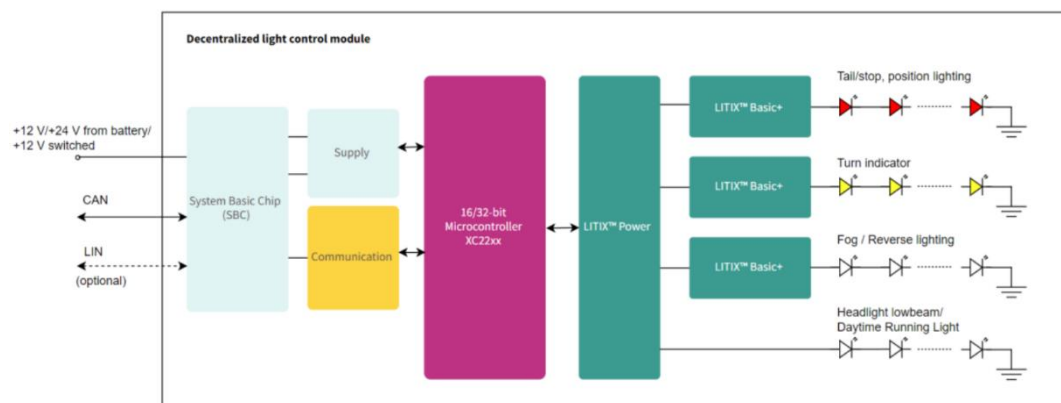 Decentralized light control module
+12 V/+24 V from battery/
+12 V switched
CAN
LIN
(optional)
System Basic Chip
(SBC)
Supply
Communication
16/32-bit
Microcontroller
XC22xx
LITIX™ Power
LITIX™ Basic+
Tail/stop, position lighting
LITIX™ Basic+
Turn indicator
LITIX™ Basic+
Fog / Reverse lighting
Headlight lowbeam/
Daytime Running Light